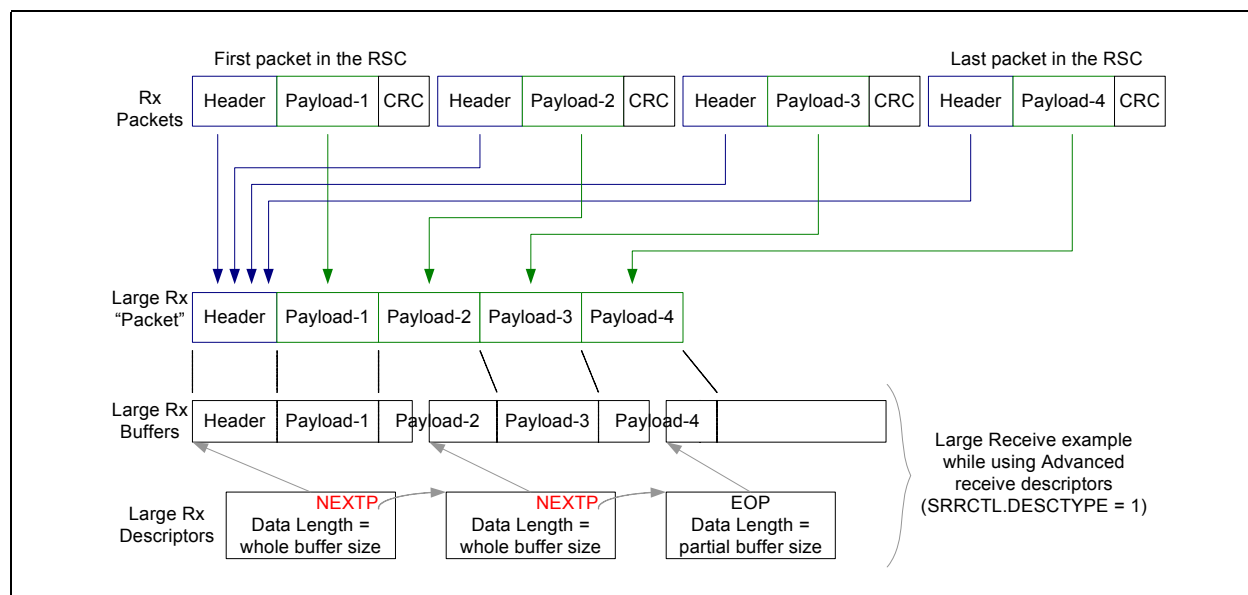 First packet in the RSC
Last packet in the RSC
Rx
Packets
Header Payload-1 CRC Header Payload-2 CRC Header Payload-3 CRC Header Payload-4 CRC
Large Rx
“Packet”
Header Payload-1 Payload-2 Payload-3 Payload-4
Large Rx
Buffers
Header Payload-1 Payload-2 Payload-3 Payload-4
Large Rx
Descriptors
NEXTP
Data Length =
whole buffer size
NEXTP
Data Length =
whole buffer size
EOP
Data Length =
partial buffer size
Large Receive example
while using Advanced
receive descriptors
(SRRCTL.DESCTYPE = 1)